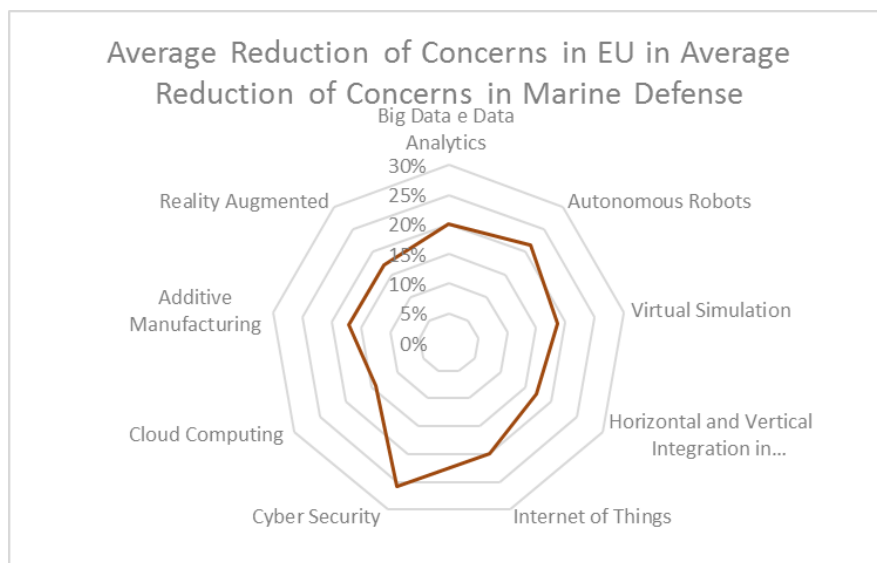 Average Reduction of Concerns in EU in Average
Reduction of Concerns in Marine Defense
Big Data e Data
Analytics
30%
25%
20%
15%
10%
5%
0%
Autonomous Robots
Virtual Simulation
Horizontal and Vertical
Integration in...
Internet of Things
Cyber Security
Cloud Computing
Additive
Manufacturing
Reality Augmented